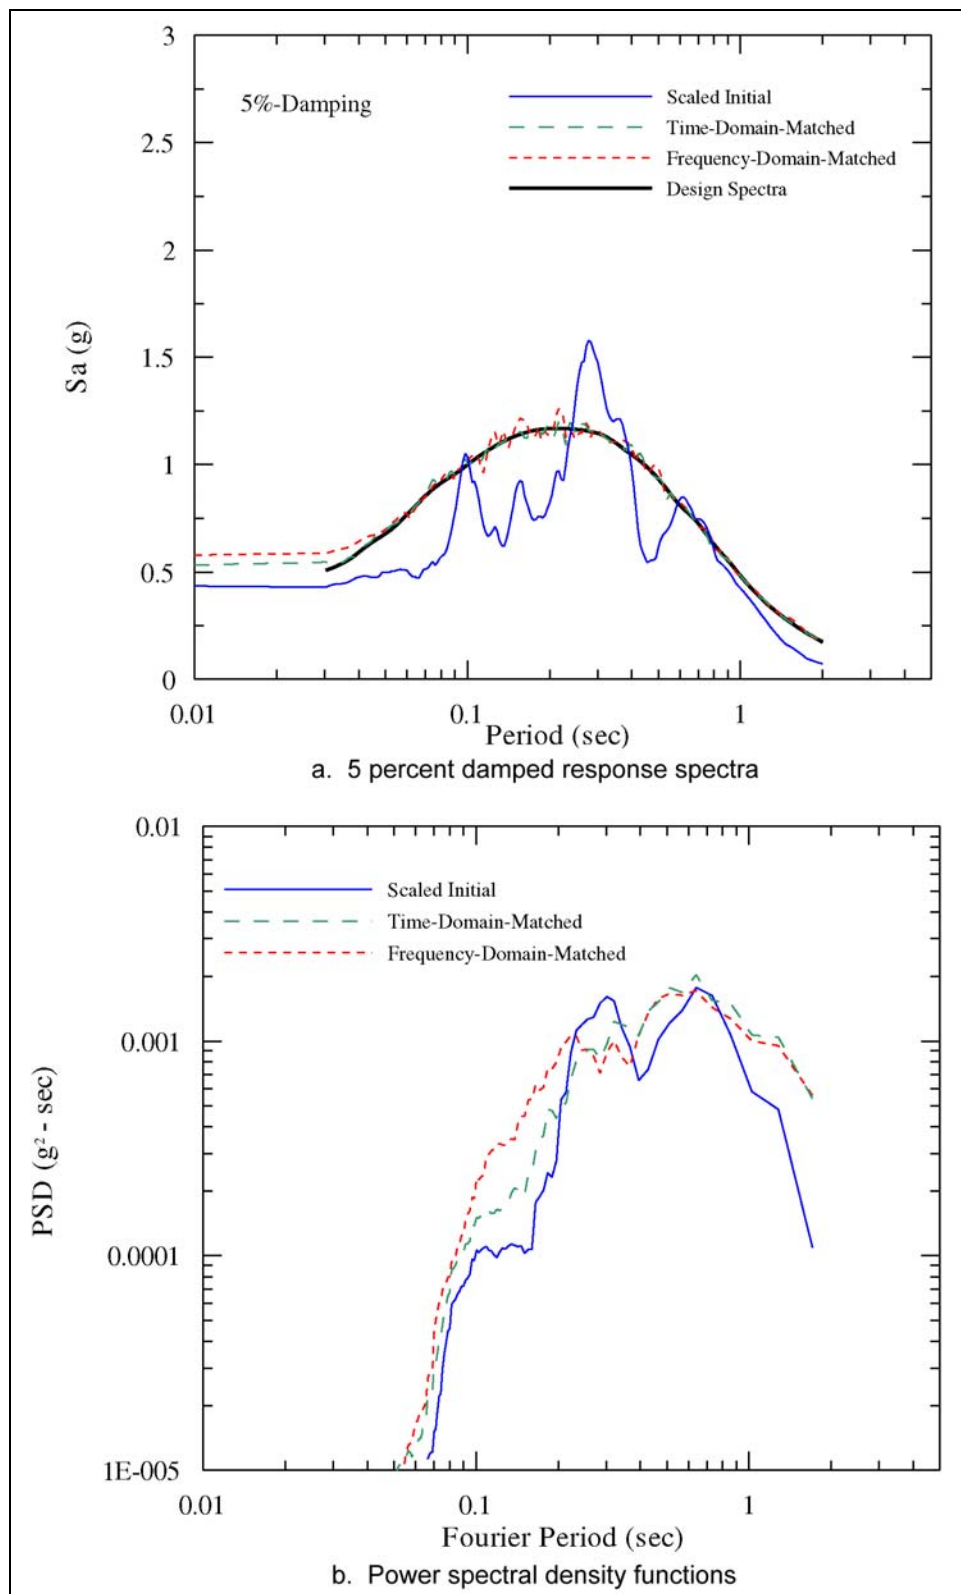 3
5%-Damping
Scaled Initial
Time-Domain-Matched
Frequency-Domain-Matched
Design Spectra
2.5
2
1.5
1
0.5
0
Sa (g)
0.01
0.1
1
Period (sec)
a. 5 percent damped response spectra
0.01
Scaled Initial
Time-Domain-Matched
Frequency-Domain-Matched
0.001
0.0001
1E-005
PSD (g² - sec)
0.01
0.1
1
Fourier Period (sec)
b. Power spectral density functions